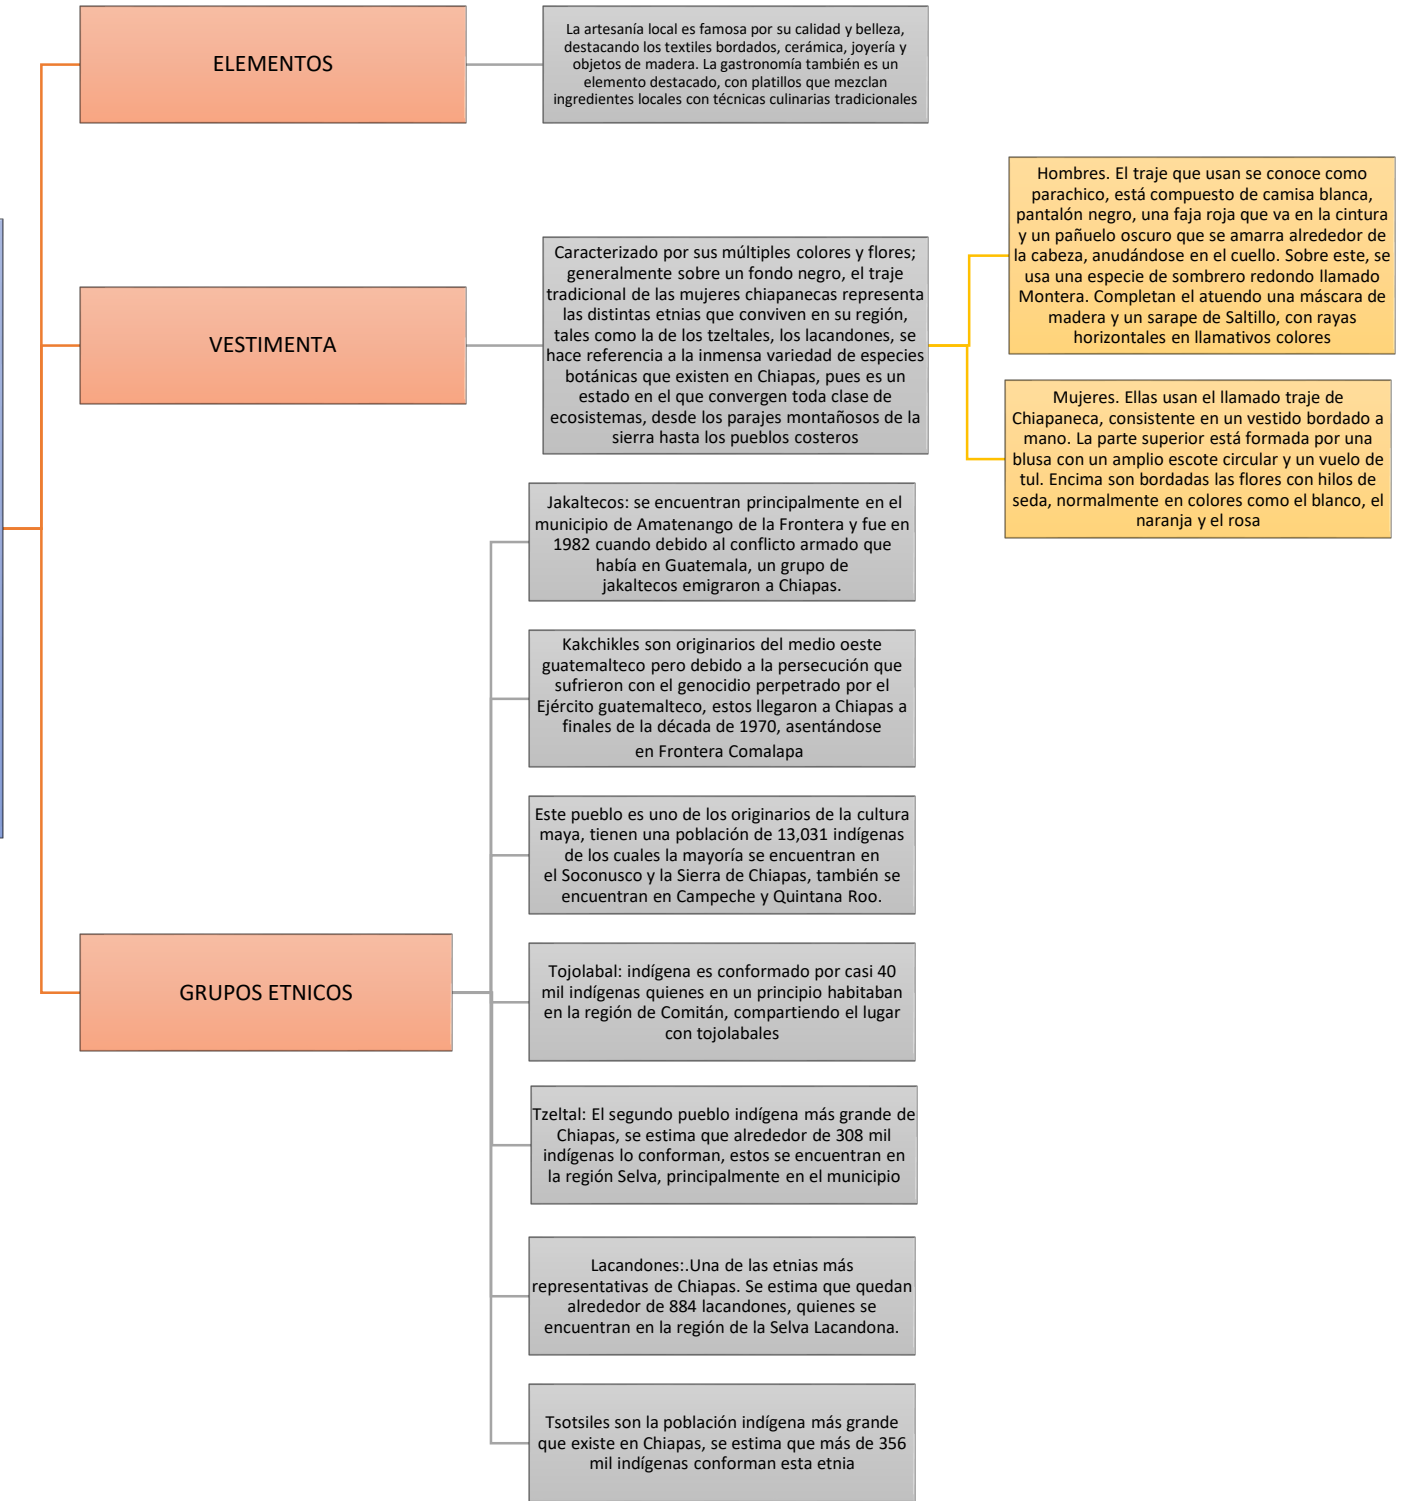 ELEMENTOS
La artesanía local es famosa por su calidad y belleza,
destacando los textiles bordados, cerámica, joyería y
objetos de madera. La gastronomía también es un
elemento destacado, con platillos que mezclan
ingredientes locales con técnicas culinarias tradicionales
VESTIMENTA
Caracterizado por sus múltiples colores y flores;
generalmente sobre un fondo negro, el traje
tradicional de las mujeres chiapanecas representa
las distintas etnias que conviven en su región,
tales como la de los tzeltales, los lacandones, se
hace referencia a la inmensa variedad de especies
botánicas que existen en Chiapas, pues es un
estado en el que convergen toda clase de
ecosistemas, desde los parajes montañosos de la
sierra hasta los pueblos costeros
Hombres. El traje que usan se conoce como
parachico, está compuesto de camisa blanca,
pantalón negro, una faja roja que va en la cintura
y un pañuelo oscuro que se amarra alrededor de
la cabeza, anudándose en el cuello. Sobre este, se
usa una especie de sombrero redondo llamado
Montera. Completan el atuendo una máscara de
madera y un sarape de Saltillo, con rayas
horizontales en llamativos colores
Mujeres. Ellas usan el llamado traje de
Chiapaneca, consistente en un vestido bordado a
mano. La parte superior está formada por una
blusa con un amplio escote circular y un vuelo de
tul. Encima son bordadas las flores con hilos de
seda, normalmente en colores como el blanco, el
naranja y el rosa
GRUPOS ETNICOS
Jakaltecos: se encuentran principalmente en el
municipio de Amatenango de la Frontera y fue en
1982 cuando debido al conflicto armado que
había en Guatemala, un grupo de
jakaltecos emigraron a Chiapas.
Kakchikles son originarios del medio oeste
guatemalteco pero debido a la persecución que
sufrieron con el genocidio perpetrado por el
Ejército guatemalteco, estos llegaron a Chiapas a
finales de la década de 1970, asentándose
en Frontera Comalapa
Este pueblo es uno de los originarios de la cultura
maya, tienen una población de 13,031 indígenas
de los cuales la mayoría se encuentran en
el Soconusco y la Sierra de Chiapas, también se
encuentran en Campeche y Quintana Roo.
Tojolabal: indígena es conformado por casi 40
mil indígenas quienes en un principio habitaban
en la región de Comitán, compartiendo el lugar
con tojolabales
Tzeltal: El segundo pueblo indígena más grande de
Chiapas, se estima que alrededor de 308 mil
indígenas lo conforman, estos se encuentran en
la región Selva, principalmente en el municipio
Lacandones:.Una de las etnias más
representativas de Chiapas. Se estima que quedan
alrededor de 884 lacandones, quienes se
encuentran en la región de la Selva Lacandona.
Tsotsiles son la población indígena más grande
que existe en Chiapas, se estima que más de 356
mil indígenas conforman esta etnia